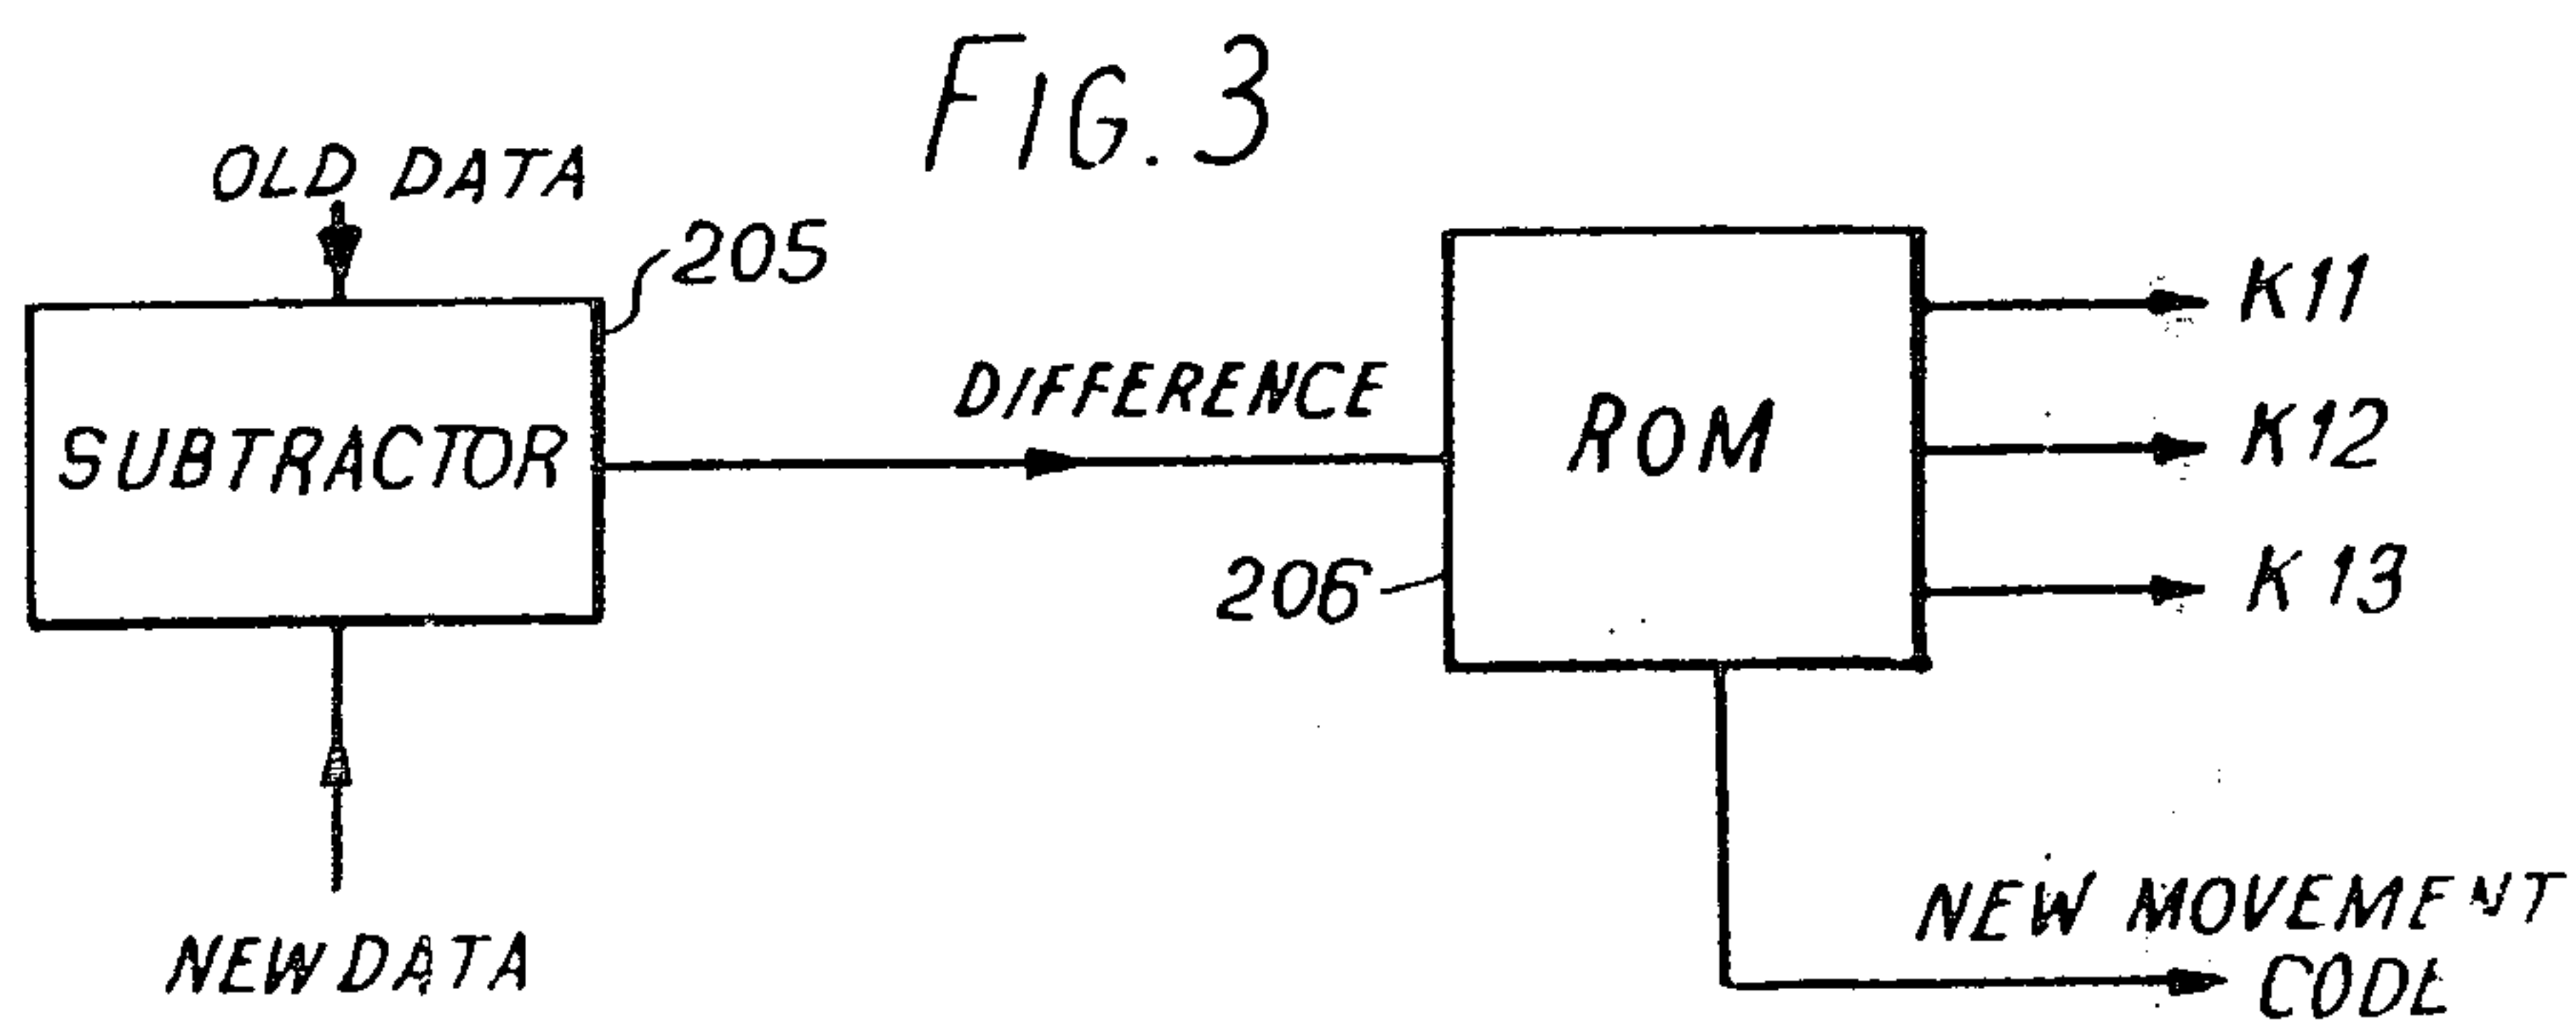 FIG. 3
OLD DATA
205
SUBTRACTOR
DIFFERENCE
ROM
K11
K12
K13
206
NEW DATA
NEW MOVEMENT
CODE